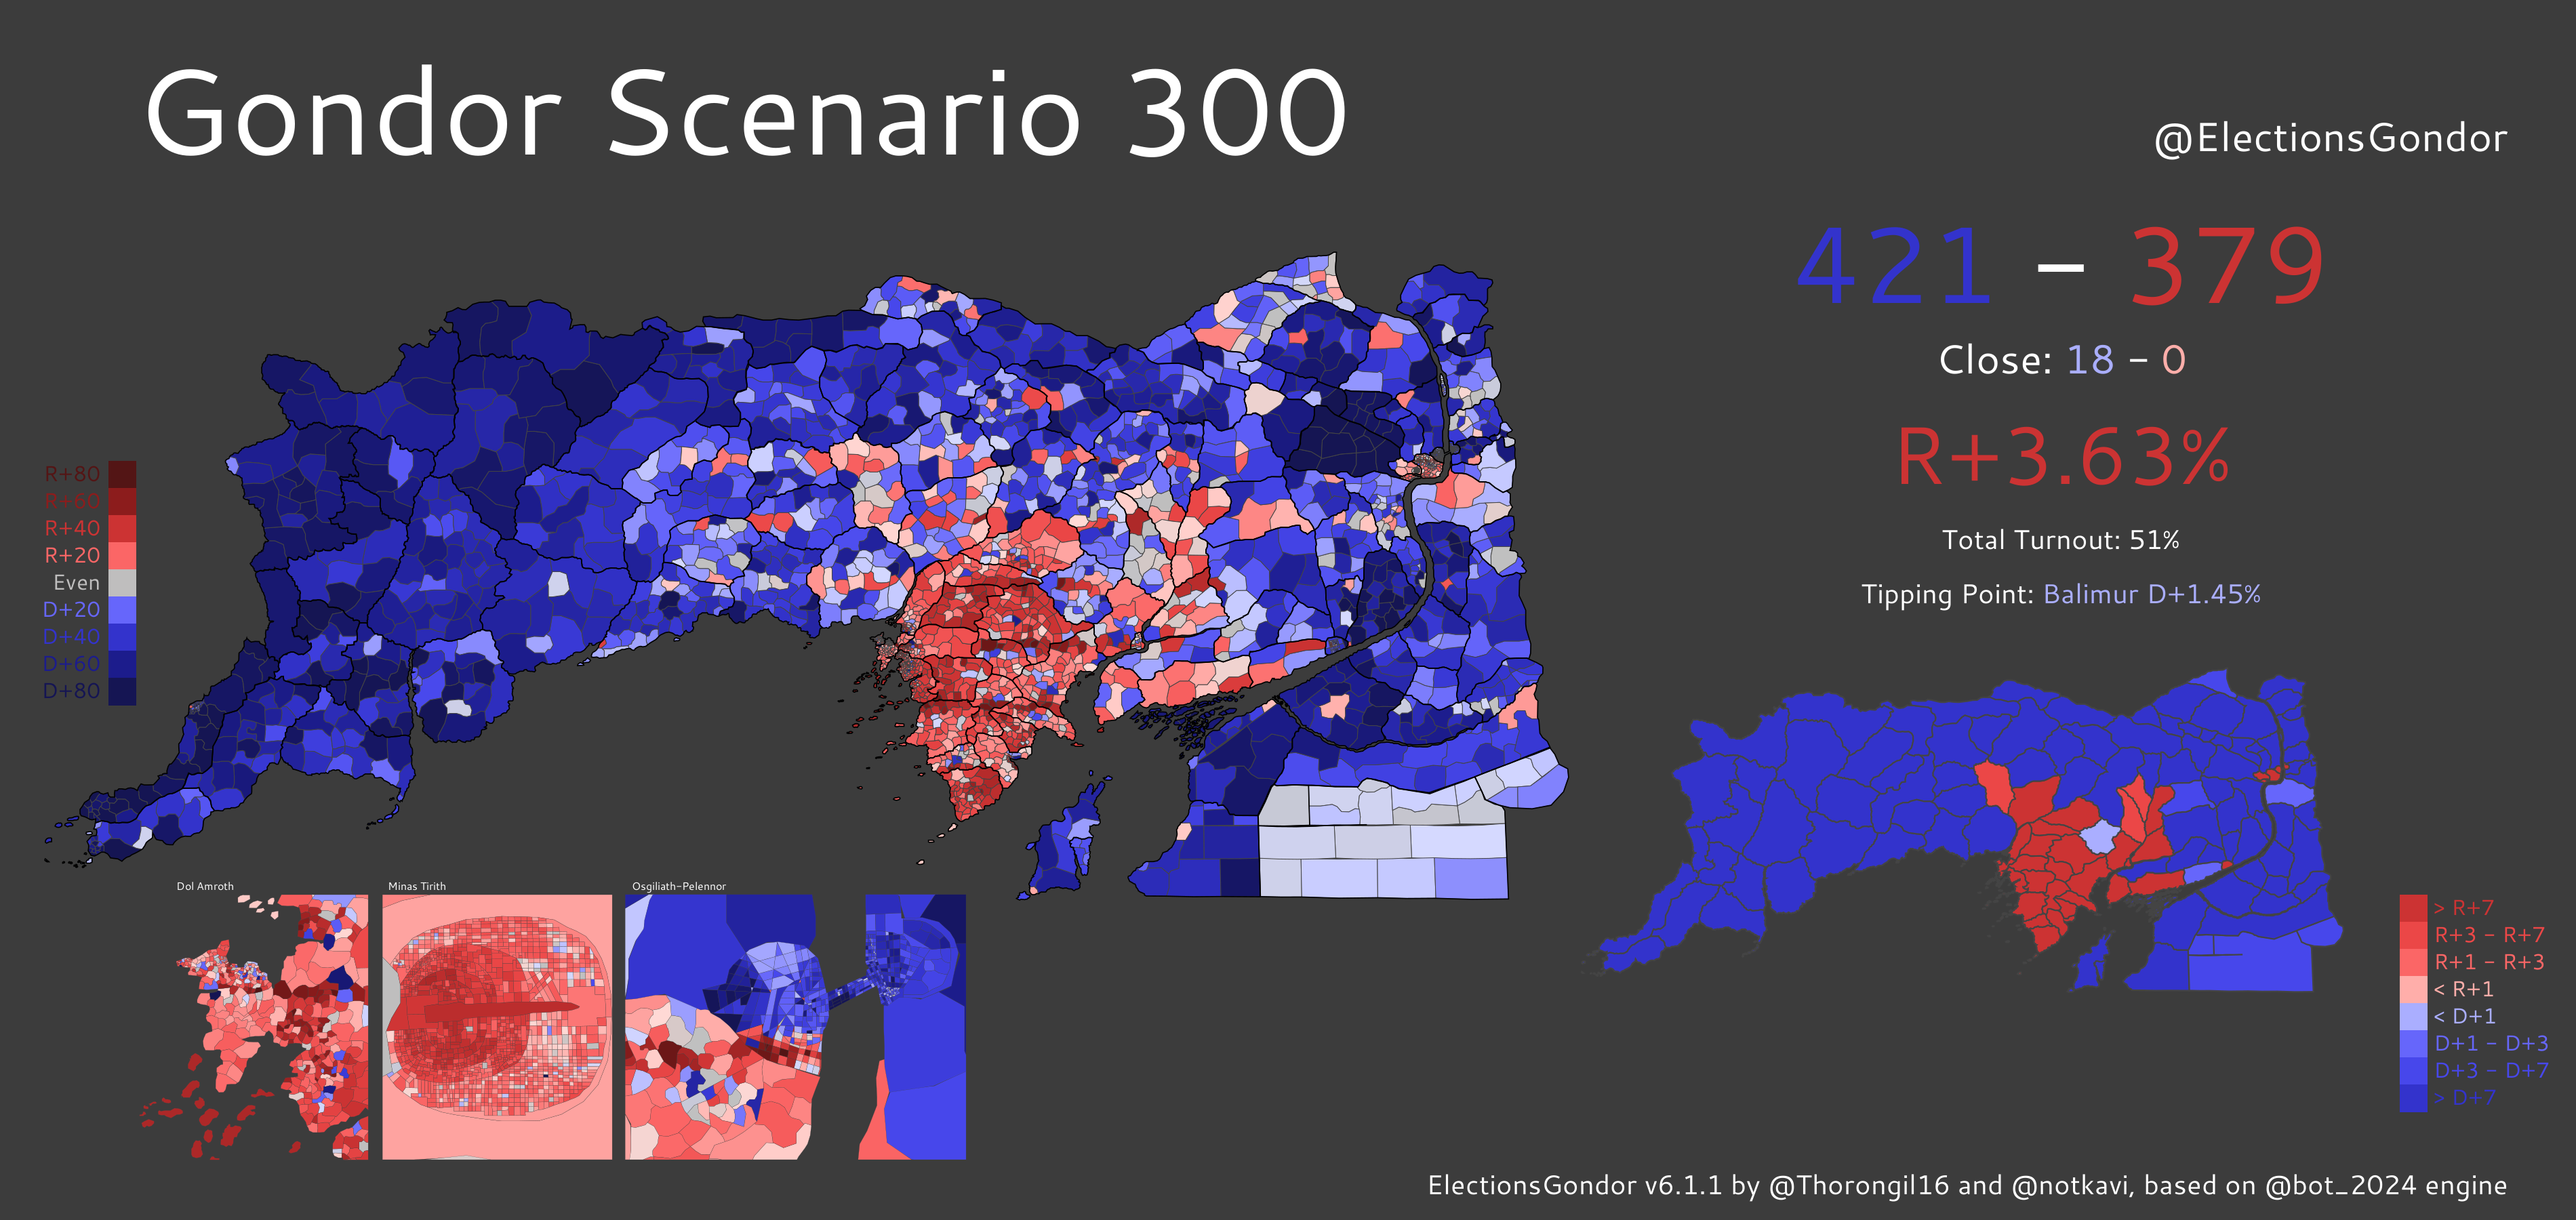 Gondor Scenario 300
@ElectionsGondor
421 – 379
Close: 18 – 0
R+3.63%
Total Turnout: 51%
Tipping Point: Balimur D+1.45%
R+80
R+60
R+40
R+20
Even
D+20
D+40
D+60
D+80
Dol Amroth
Minas Tirith
Osgiliath-Pelennor
> R+7
R+3 – R+7
R+1 – R+3
< R+1
< D+1
D+1 – D+3
D+3 – D+7
> D+7
ElectionsGondor v6.1.1 by @Thorongil16 and @notkavi, based on @bot_2024 engine